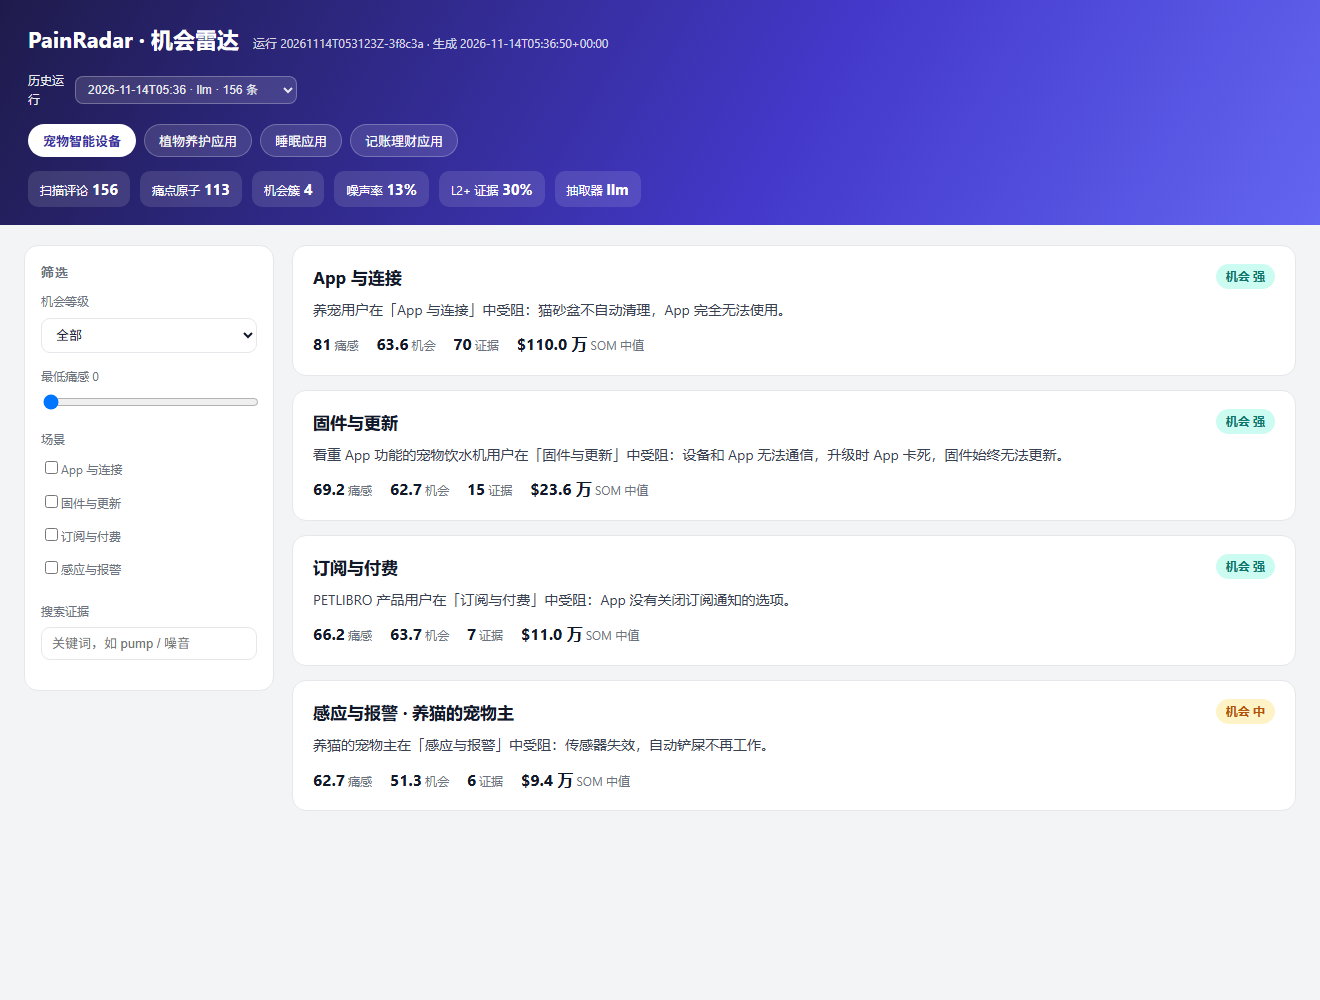 PainRadar · 机会雷达 运行 20261114T053123Z-3f8c3a · 生成 2026-11-14T05:36:50+00:00
历史运行 2026-11-14T05:36 · llm · 156 条
宠物智能设备 植物养护应用 睡眠应用 记账理财应用
扫描评论 156 痛点原子 113 机会簇 4 噪声率 13% L2+ 证据 30% 抽取器 llm
筛选
机会等级
全部
最低痛感 0
场景
App 与连接
固件与更新
订阅与付费
感应与报警
搜索证据
关键词，如 pump / 噪音
App 与连接 机会 强
养宠用户在「App 与连接」中受阻：猫砂盆不自动清理，App 完全无法使用。
81 痛感 63.6 机会 70 证据 $110.0 万 SOM 中值
固件与更新 机会 强
看重 App 功能的宠物饮水机用户在「固件与更新」中受阻：设备和 App 无法通信，升级时 App 卡死，固件始终无法更新。
69.2 痛感 62.7 机会 15 证据 $23.6 万 SOM 中值
订阅与付费 机会 强
PETLIBRO 产品用户在「订阅与付费」中受阻：App 没有关闭订阅通知的选项。
66.2 痛感 63.7 机会 7 证据 $11.0 万 SOM 中值
感应与报警 · 养猫的宠物主 机会 中
养猫的宠物主在「感应与报警」中受阻：传感器失效，自动铲屎不再工作。
62.7 痛感 51.3 机会 6 证据 $9.4 万 SOM 中值